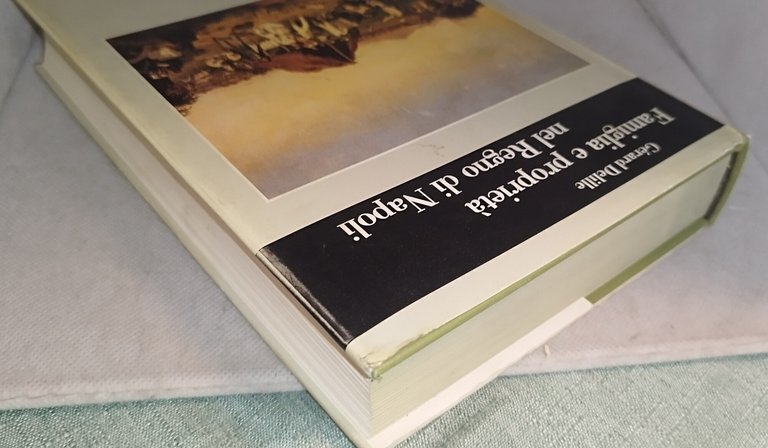 Gérard Delille
Famiglia e proprietà
nel Regno di Napoli